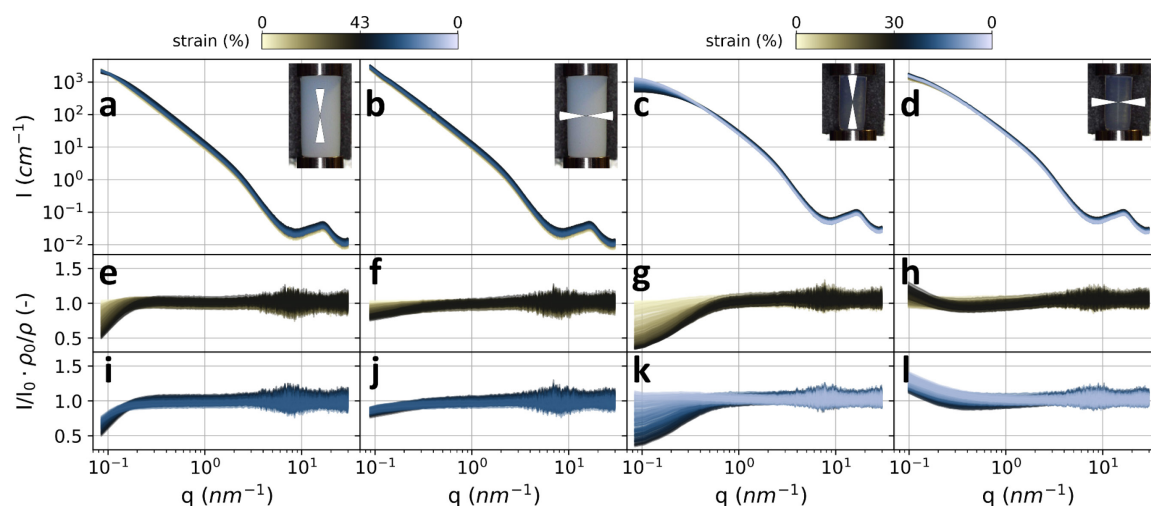 strain (%) 0 43 0
strain (%) 0 30 0
I (cm⁻¹)
10³
10²
10¹
10⁰
10⁻¹
10⁻²
a b c d
I/I₀ · ρ₀/ρ (-)
1.5
1.0
0.5
e f g h
1.5
1.0
0.5
i j k l
10⁻¹ 10⁰ 10¹ 10⁻¹ 10⁰ 10¹ 10⁻¹ 10⁰ 10¹ 10⁻¹ 10⁰ 10¹
q (nm⁻¹) q (nm⁻¹) q (nm⁻¹) q (nm⁻¹)